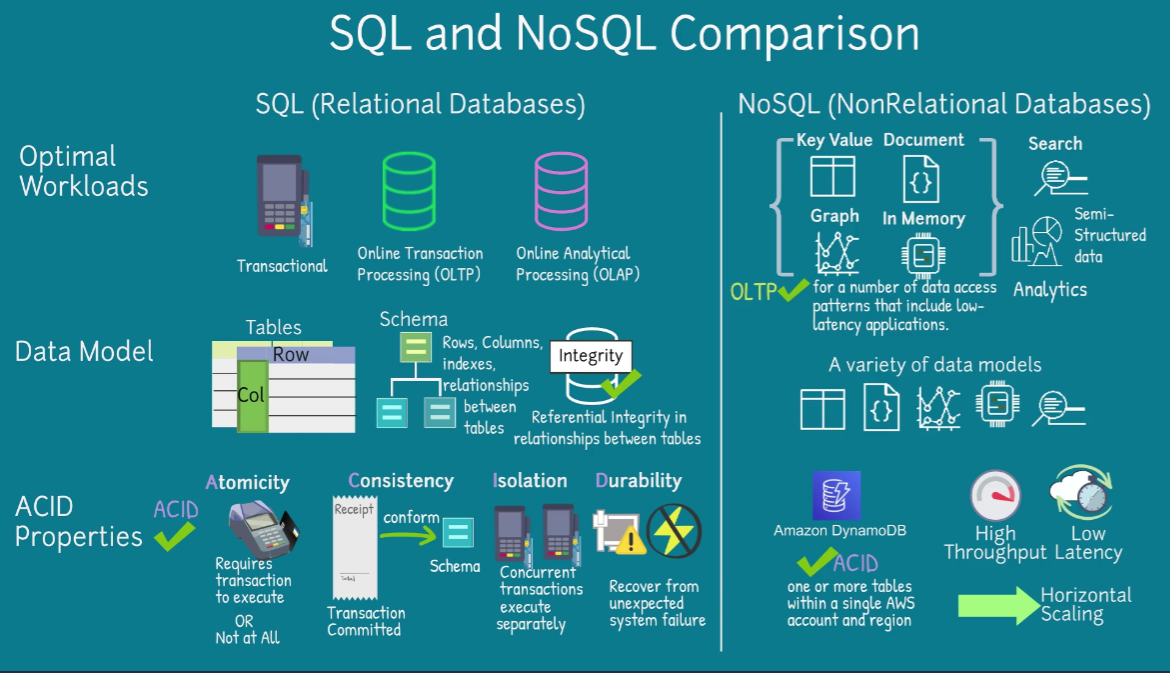 SQL and NoSQL Comparison
SQL (Relational Databases)
NoSQL (NonRelational Databases)
Optimal
Workloads
Transactional
Online Transaction
Processing (OLTP)
Online Analytical
Processing (OLAP)
Key Value
Document
Graph
In Memory
Search
Semi-
Structured
data
Analytics
OLTP
for a number of data access
patterns that include low-
latency applications.
Data Model
Tables
Row
Col
Schema
Rows, Columns,
indexes,
relationships
between
tables
Integrity
Referential Integrity in
relationships between tables
A variety of data models
ACID
Properties
ACID
Atomicity
Requires
transaction
to execute
OR
Not at All
Consistency
Receipt
Total
conform
Schema
Transaction
Committed
Isolation
Concurrent
transactions
execute
separately
Durability
Recover from
unexpected
system failure
Amazon DynamoDB
ACID
one or more tables
within a single AWS
account and region
High
Throughput
Low
Latency
Horizontal
Scaling